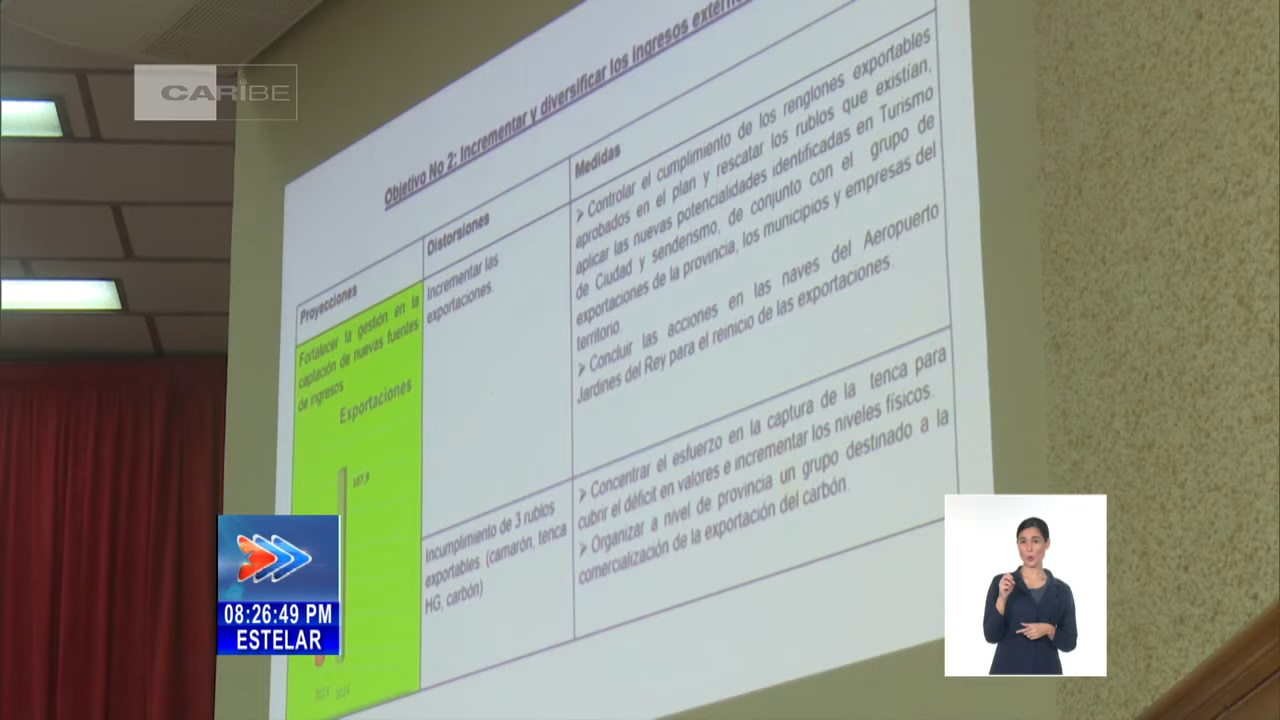 CARIBE
Objetivo No 2: Incrementar y diversificar los ingresos
Proyecciones
Distorsiones
Medidas
Fortalecer la gestión en la
captación de nuevas fuentes
de ingresos
Exportaciones
107,9
Incrementar las
exportaciones.
➢ Controlar el cumplimiento de los renglones exportables
aprobados en el plan y rescatar los rublos que existían,
aplicar las nuevas potencialidades identificadas en Turismo
de Ciudad y senderismo, de conjunto con el grupo de
exportaciones de la provincia, los municipios y empresas del
territorio.
➢ Concluir las acciones en las naves del Aeropuerto
Jardines del Rey para el reinicio de las exportaciones.
Incumplimiento de 3 rublos
exportables (camarón, tenca
HG, carbón)
➢ Concentrar el esfuerzo en la captura de la tenca para
cubrir el déficit en valores e incrementar los niveles físicos.
➢ Organizar a nivel de provincia un grupo destinado a la
comercialización de la exportación del carbón.
08:26:49 PM
ESTELAR